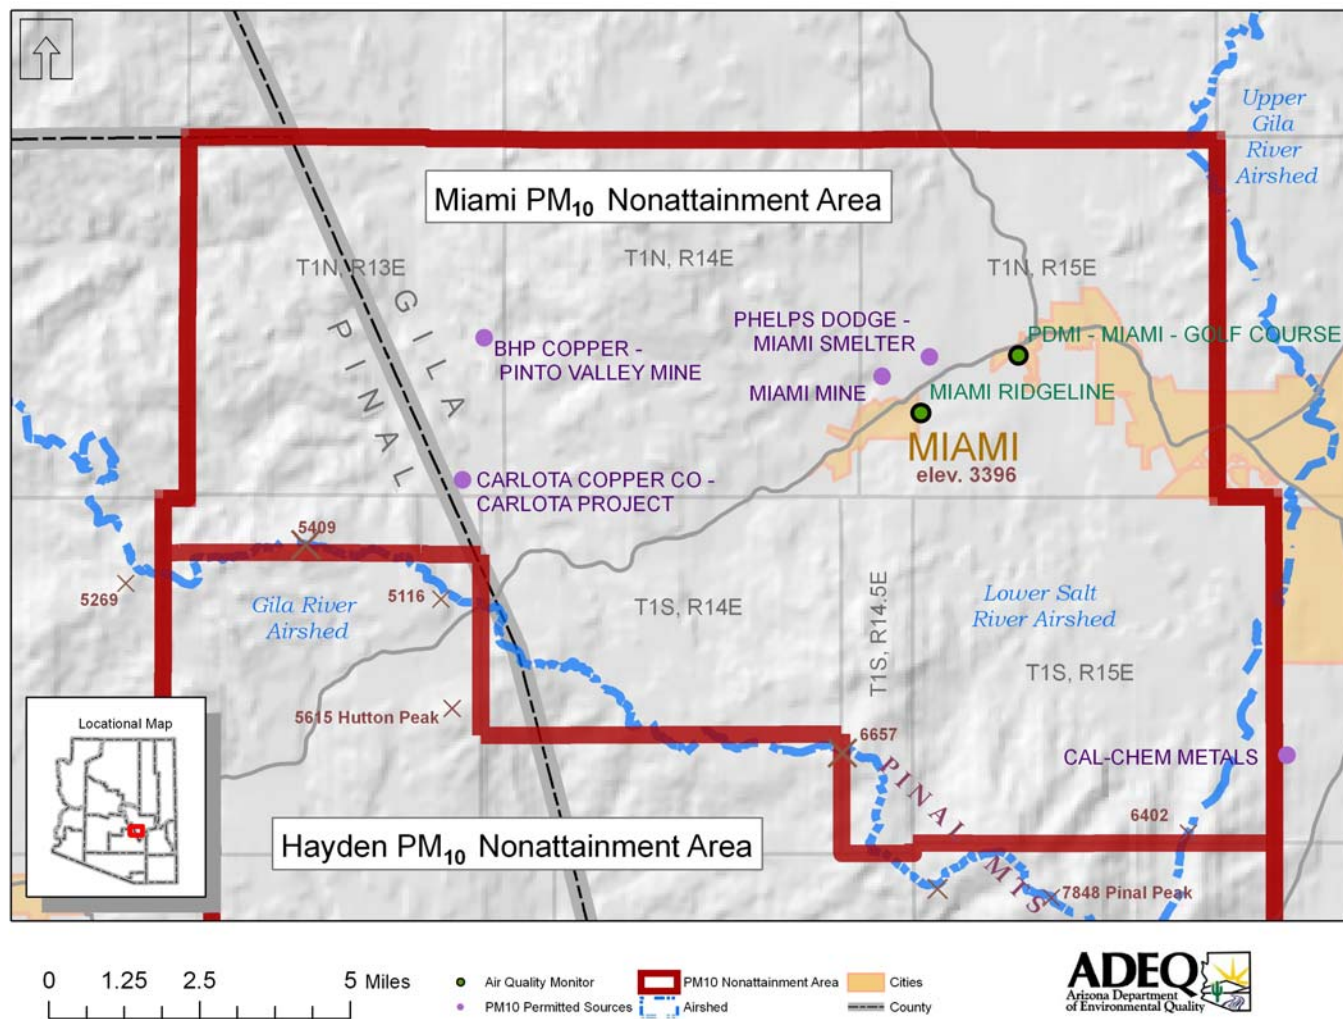 Upper
Gila
River
Airshed
Miami PM₁₀ Nonattainment Area
T1N, R13E
T1N, R14E
T1N, R15E
GILA
PINAL
PHELPS DODGE -
MIAMI SMELTER
PDMI - MIAMI - GOLF COURSE
BHP COPPER -
PINTO VALLEY MINE
MIAMI MINE
MIAMI RIDGELINE
MIAMI
elev. 3396
CARLOTA COPPER CO -
CARLOTA PROJECT
5409
5269
Gila River
Airshed
5116
T1S, R14E
T1S, R14.5E
Lower Salt
River Airshed
T1S, R15E
5615 Hutton Peak
6657
PINAL MTS
CAL-CHEM METALS
6402
7848 Pinal Peak
Locational Map
Hayden PM₁₀ Nonattainment Area
0 1.25 2.5 5 Miles
Air Quality Monitor
PM10 Permitted Sources
PM10 Nonattainment Area
Airshed
Cities
County
ADEQ
Arizona Department
of Environmental Quality